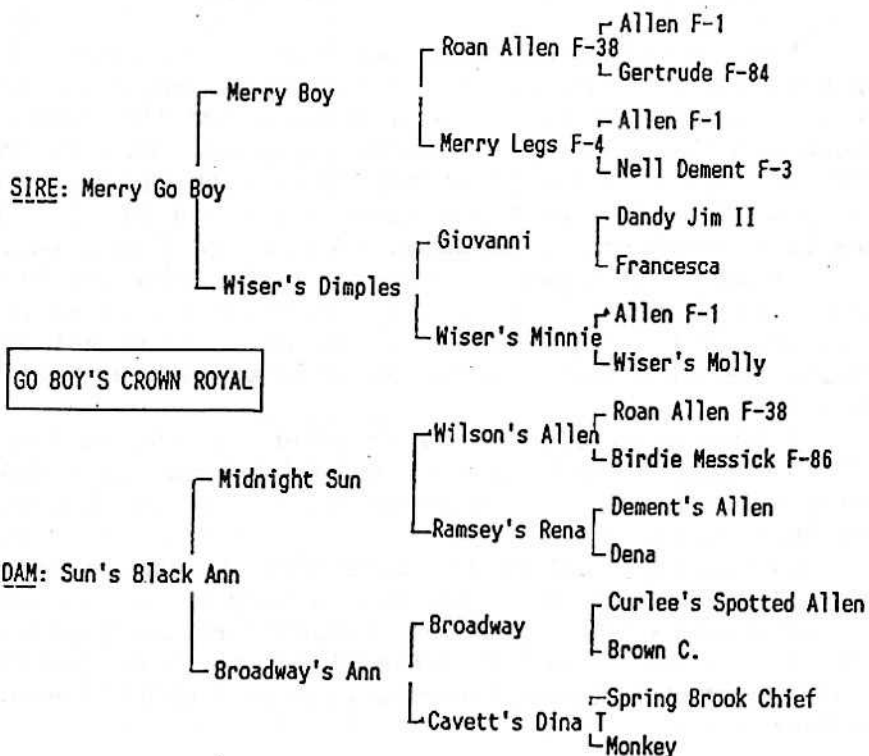 Allen F-1
Roan Allen F-38
Gertrude F-84
Merry Boy
Allen F-1
Merry Legs F-4
Nell Dement F-3
SIRE: Merry Go Boy
Dandy Jim II
Giovanni
Francesca
Wiser's Dimples
Allen F-1
Wiser's Minnie
Wiser's Molly
GO BOY'S CROWN ROYAL
Roan Allen F-38
Wilson's Allen
Birdie Messick F-86
Midnight Sun
Dement's Allen
Ramsey's Rena
Dena
DAM: Sun's Black Ann
Curlee's Spotted Allen
Broadway
Brown C.
Broadway's Ann
Spring Brook Chief
Cavett's Dina T
Monkey